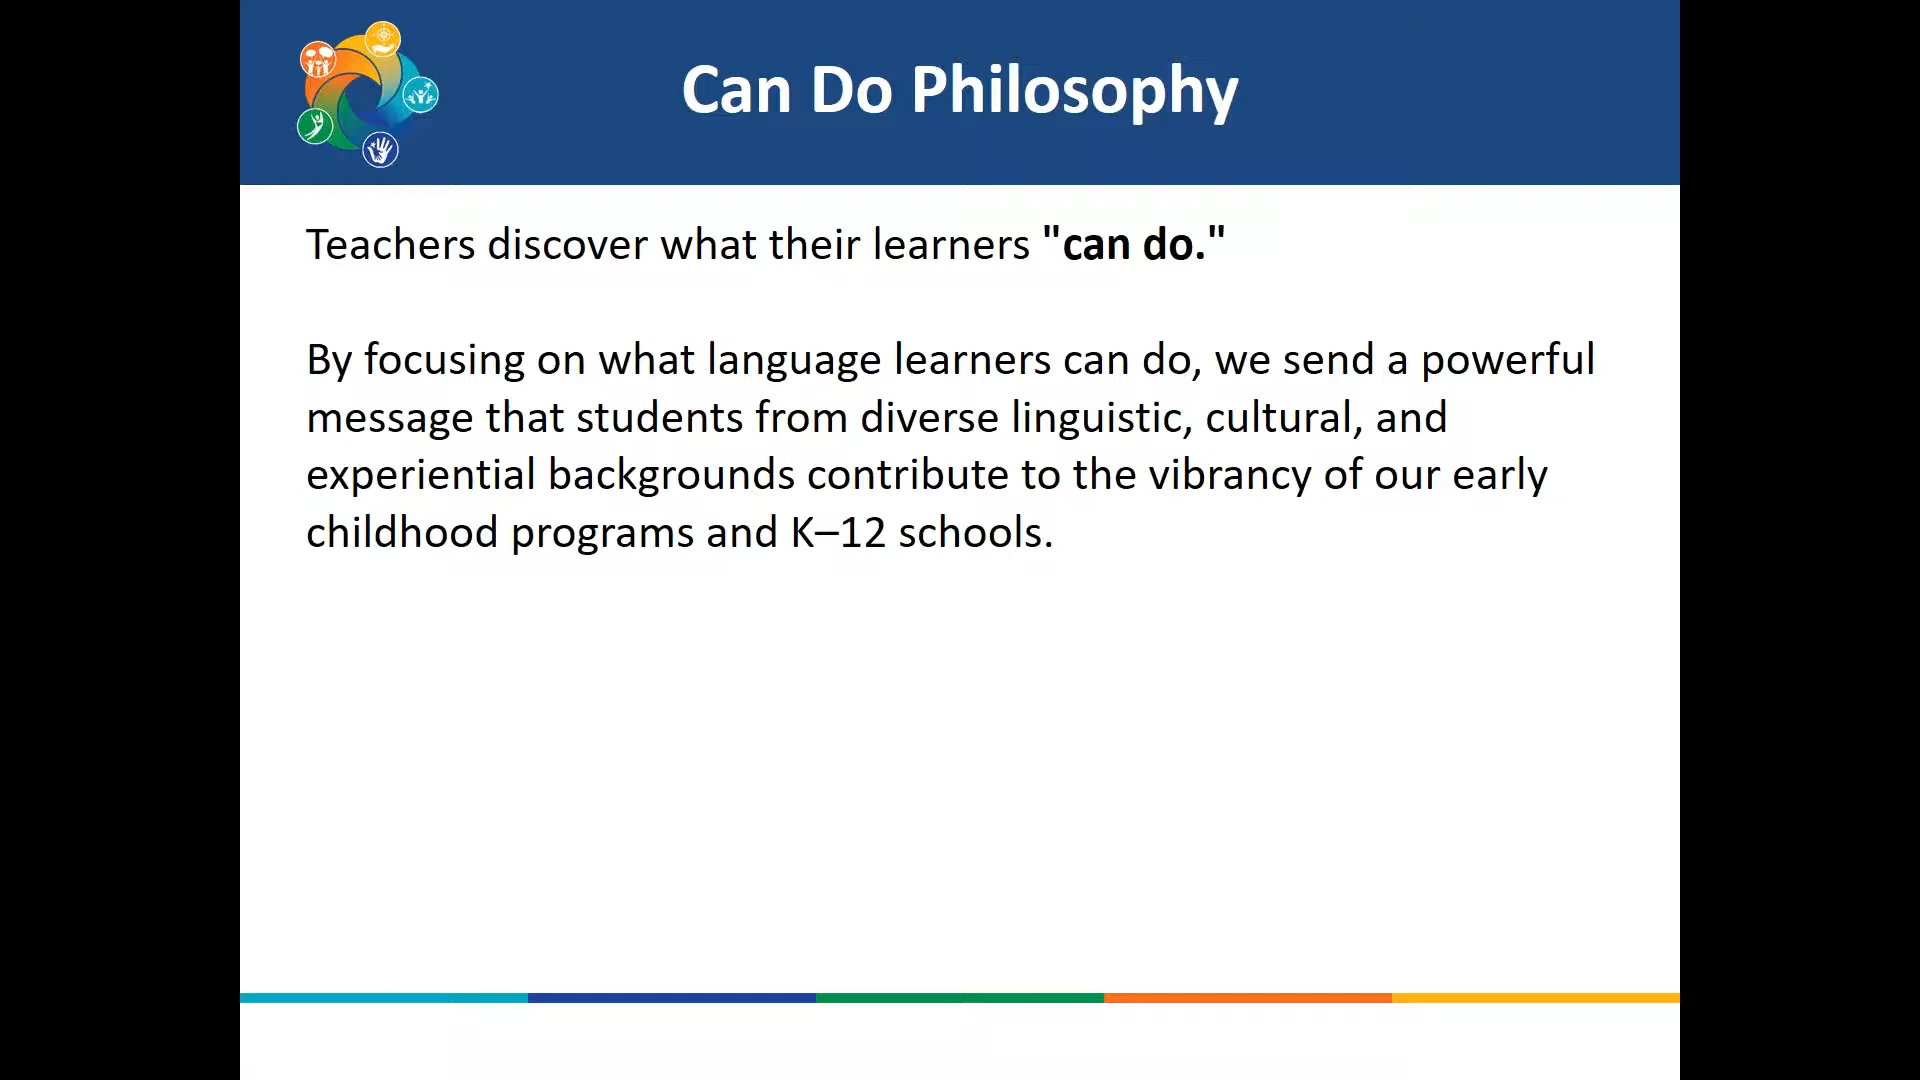 Can Do Philosophy
Teachers discover what their learners "can do."
By focusing on what language learners can do, we send a powerful
message that students from diverse linguistic, cultural, and
experiential backgrounds contribute to the vibrancy of our early
childhood programs and K–12 schools.